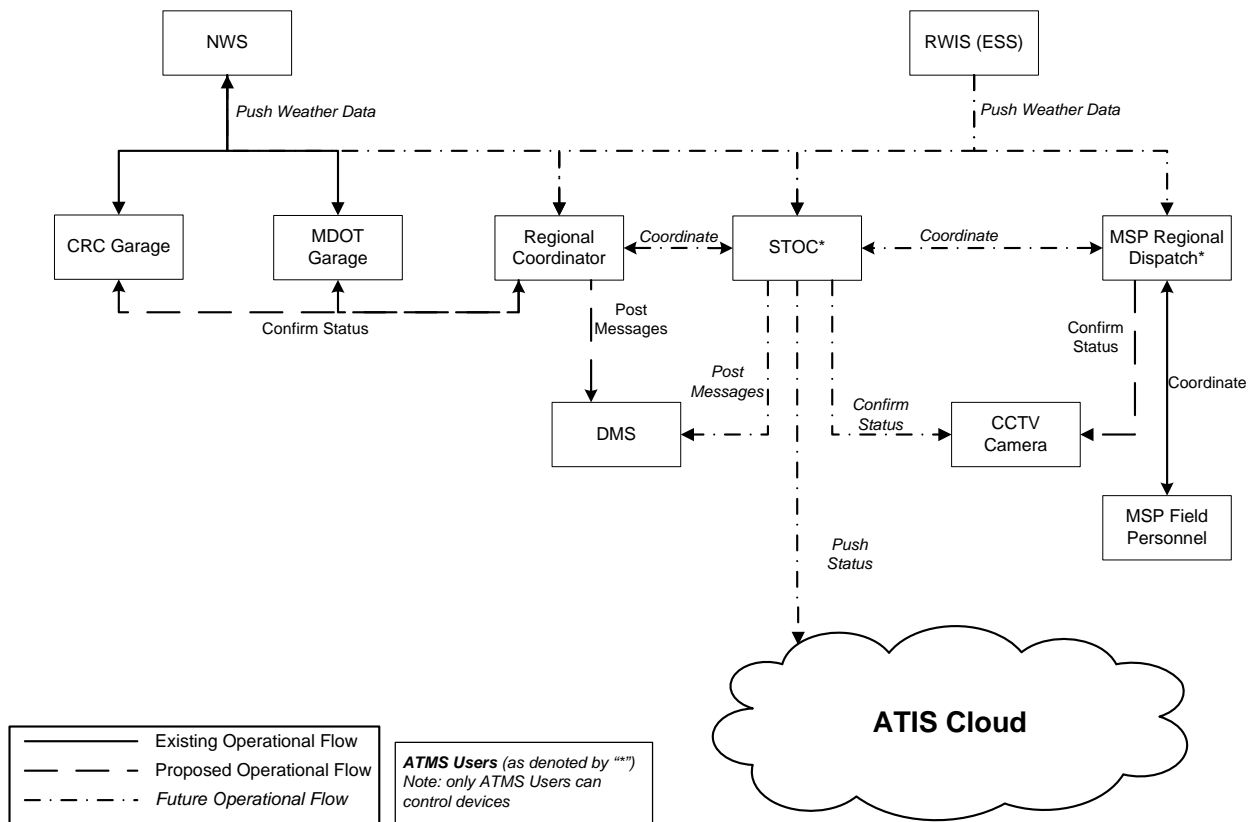 NWS
RWIS (ESS)
Push Weather Data
Push Weather Data
CRC Garage
MDOT
Garage
Regional
Coordinator
Coordinate
STOC*
Coordinate
MSP Regional
Dispatch*
Confirm Status
Post
Messages
Confirm
Status
Post
Messages
Coordinate
Confirm
Status
DMS
CCTV
Camera
MSP Field
Personnel
Push
Status
ATIS Cloud
Existing Operational Flow
Proposed Operational Flow
Future Operational Flow
ATMS Users (as denoted by “*”)
Note: only ATMS Users can
control devices